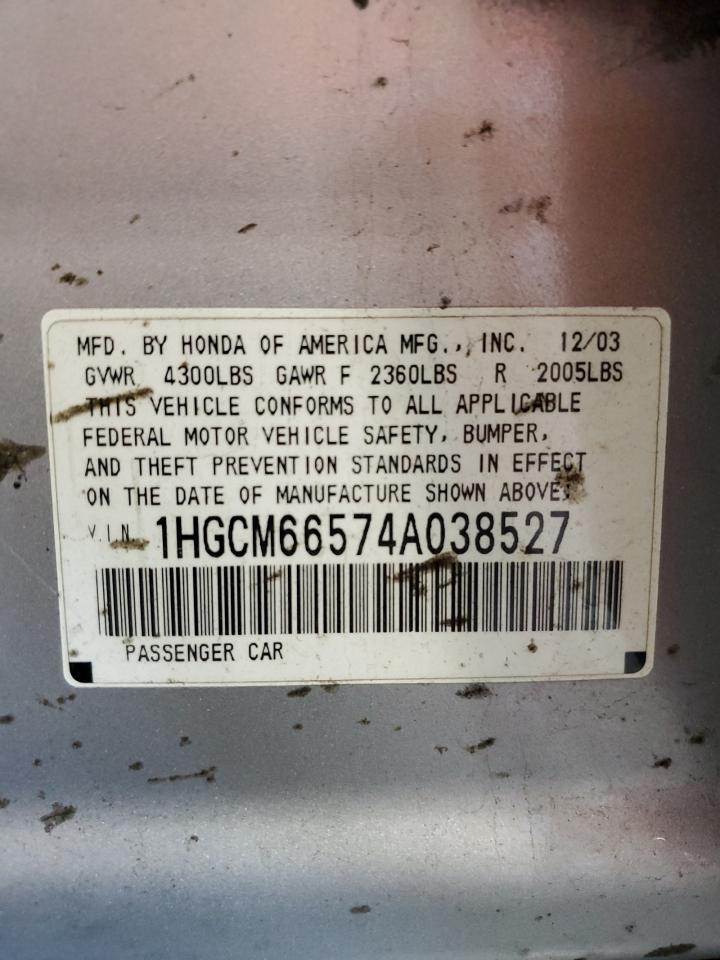 MFD. BY HONDA OF AMERICA MFG., INC. 12/03
GVWR 4300LBS GAWR F 2360LBS R 2005LBS
THIS VEHICLE CONFORMS TO ALL APPLICABLE
FEDERAL MOTOR VEHICLE SAFETY, BUMPER,
AND THEFT PREVENTION STANDARDS IN EFFECT
ON THE DATE OF MANUFACTURE SHOWN ABOVE.
V.I.N. 1HGCM66574A038527
PASSENGER CAR